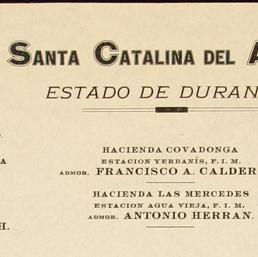 SANTA CATALINA DEL A
ESTADO DE DURAN
HACIENDA COVADONGA
ESTACION YERBANÍS, F. I. M.
ADMOR. FRANCISCO A. CALDER
HACIENDA LAS MERCEDES
ESTACION AGUA VIEJA, F. I. M.
ADMOR. ANTONIO HERRAN.
A
H.